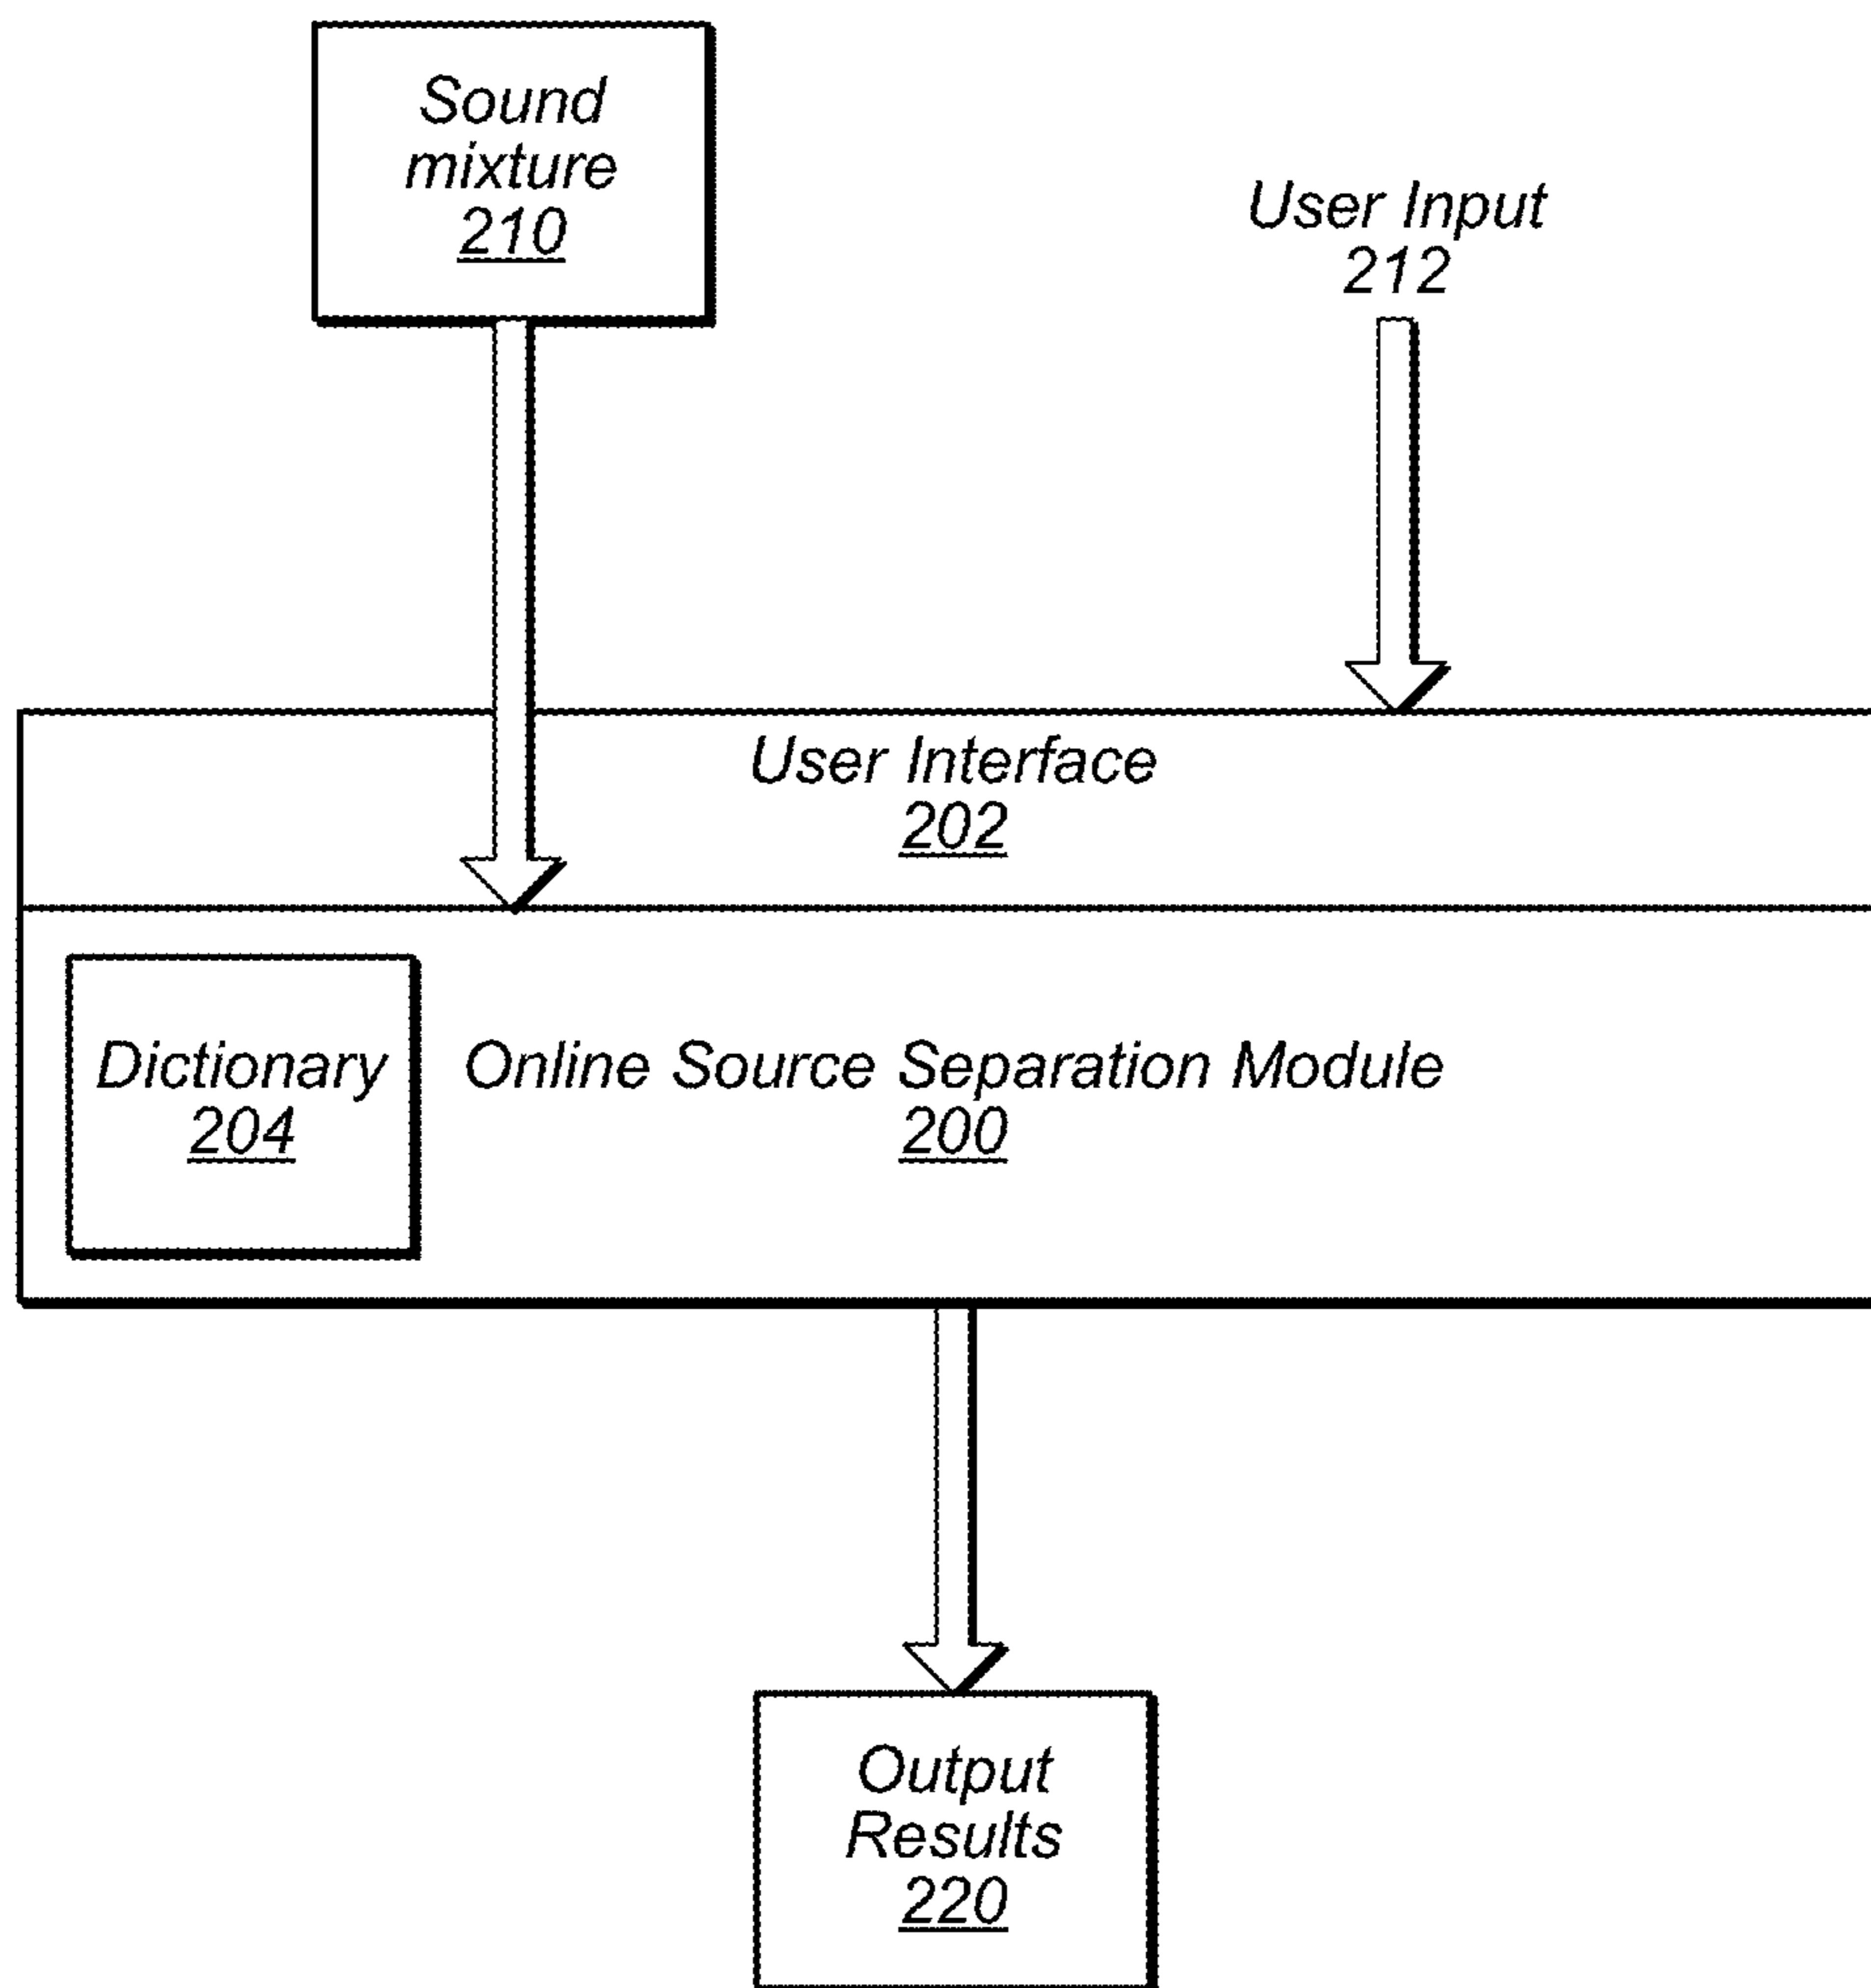 Sound
mixture
210
User Input
212
User Interface
202
Dictionary
204
Online Source Separation Module
200
Output
Results
220